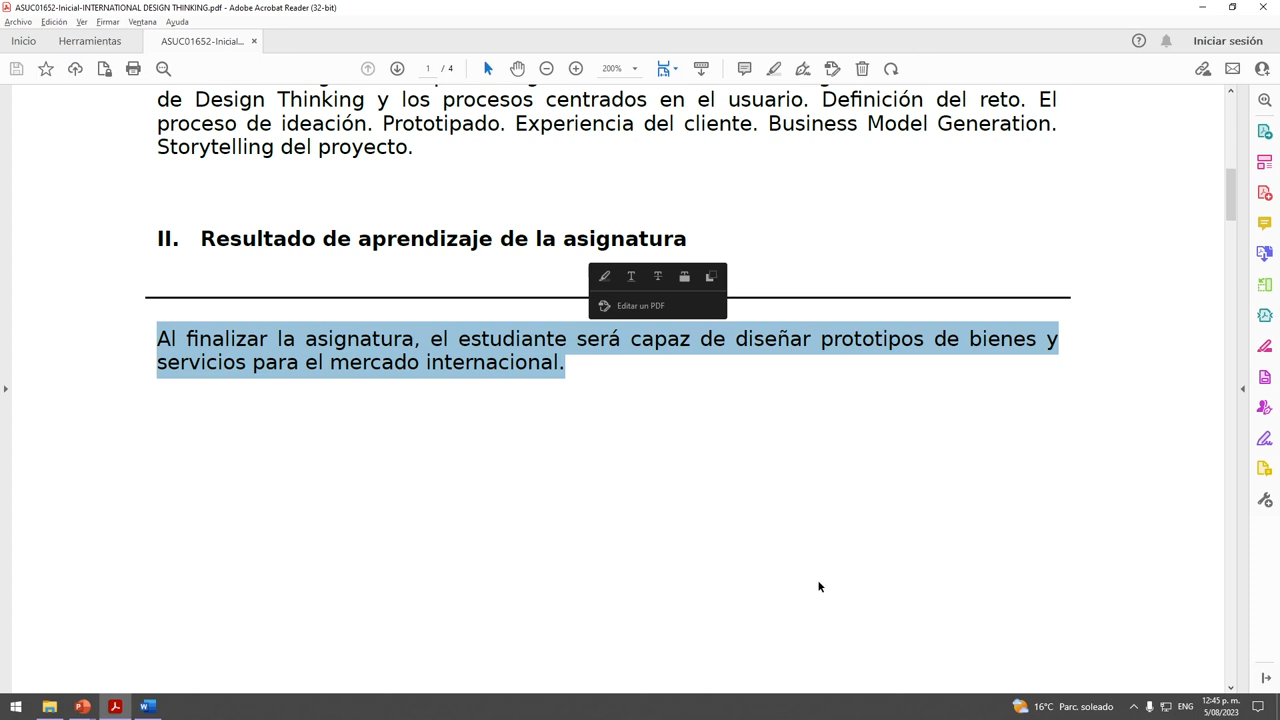 ASUC01652-Inicial-INTERNATIONAL DESIGN THINKING.pdf - Adobe Acrobat Reader (32-bit)
Archivo Edición Ver Firmar Ventana Ayuda
Inicio Herramientas ASUC01652-Inicial... × Iniciar sesión
1 / 4 200%
de Design Thinking y los procesos centrados en el usuario. Definición del reto. El
proceso de ideación. Prototipado. Experiencia del cliente. Business Model Generation.
Storytelling del proyecto.
II. Resultado de aprendizaje de la asignatura
Editar un PDF
Al finalizar la asignatura, el estudiante será capaz de diseñar prototipos de bienes y
servicios para el mercado internacional.
16°C Parc. soleado ENG 12:45 p. m.
5/08/2023